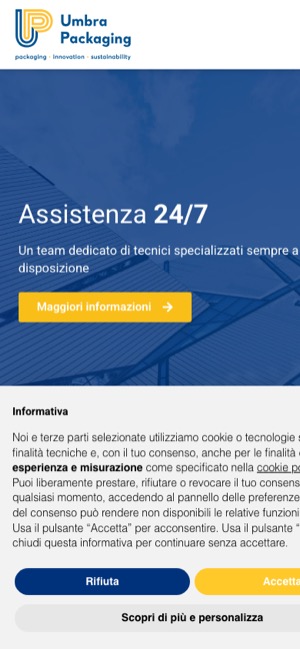 UP Umbra
Packaging
packaging · innovation · sustainability
Assistenza 24/7
Un team dedicato di tecnici specializzati sempre a
disposizione
Maggiori informazioni →
Informativa
Noi e terze parti selezionate utilizziamo cookie o tecnologie
finalità tecniche e, con il tuo consenso, anche per le finalità
esperienza e misurazione come specificato nella cookie
Puoi liberamente prestare, rifiutare o revocare il tuo
qualsiasi momento, accedendo al pannello delle preferenze
del consenso può rendere non disponibili le relative
Usa il pulsante “Accetta” per acconsentire. Usa il pulsante “
chiudi questa informativa per continuare senza accettare.
Rifiuta
Accetta
Scopri di più e personalizza